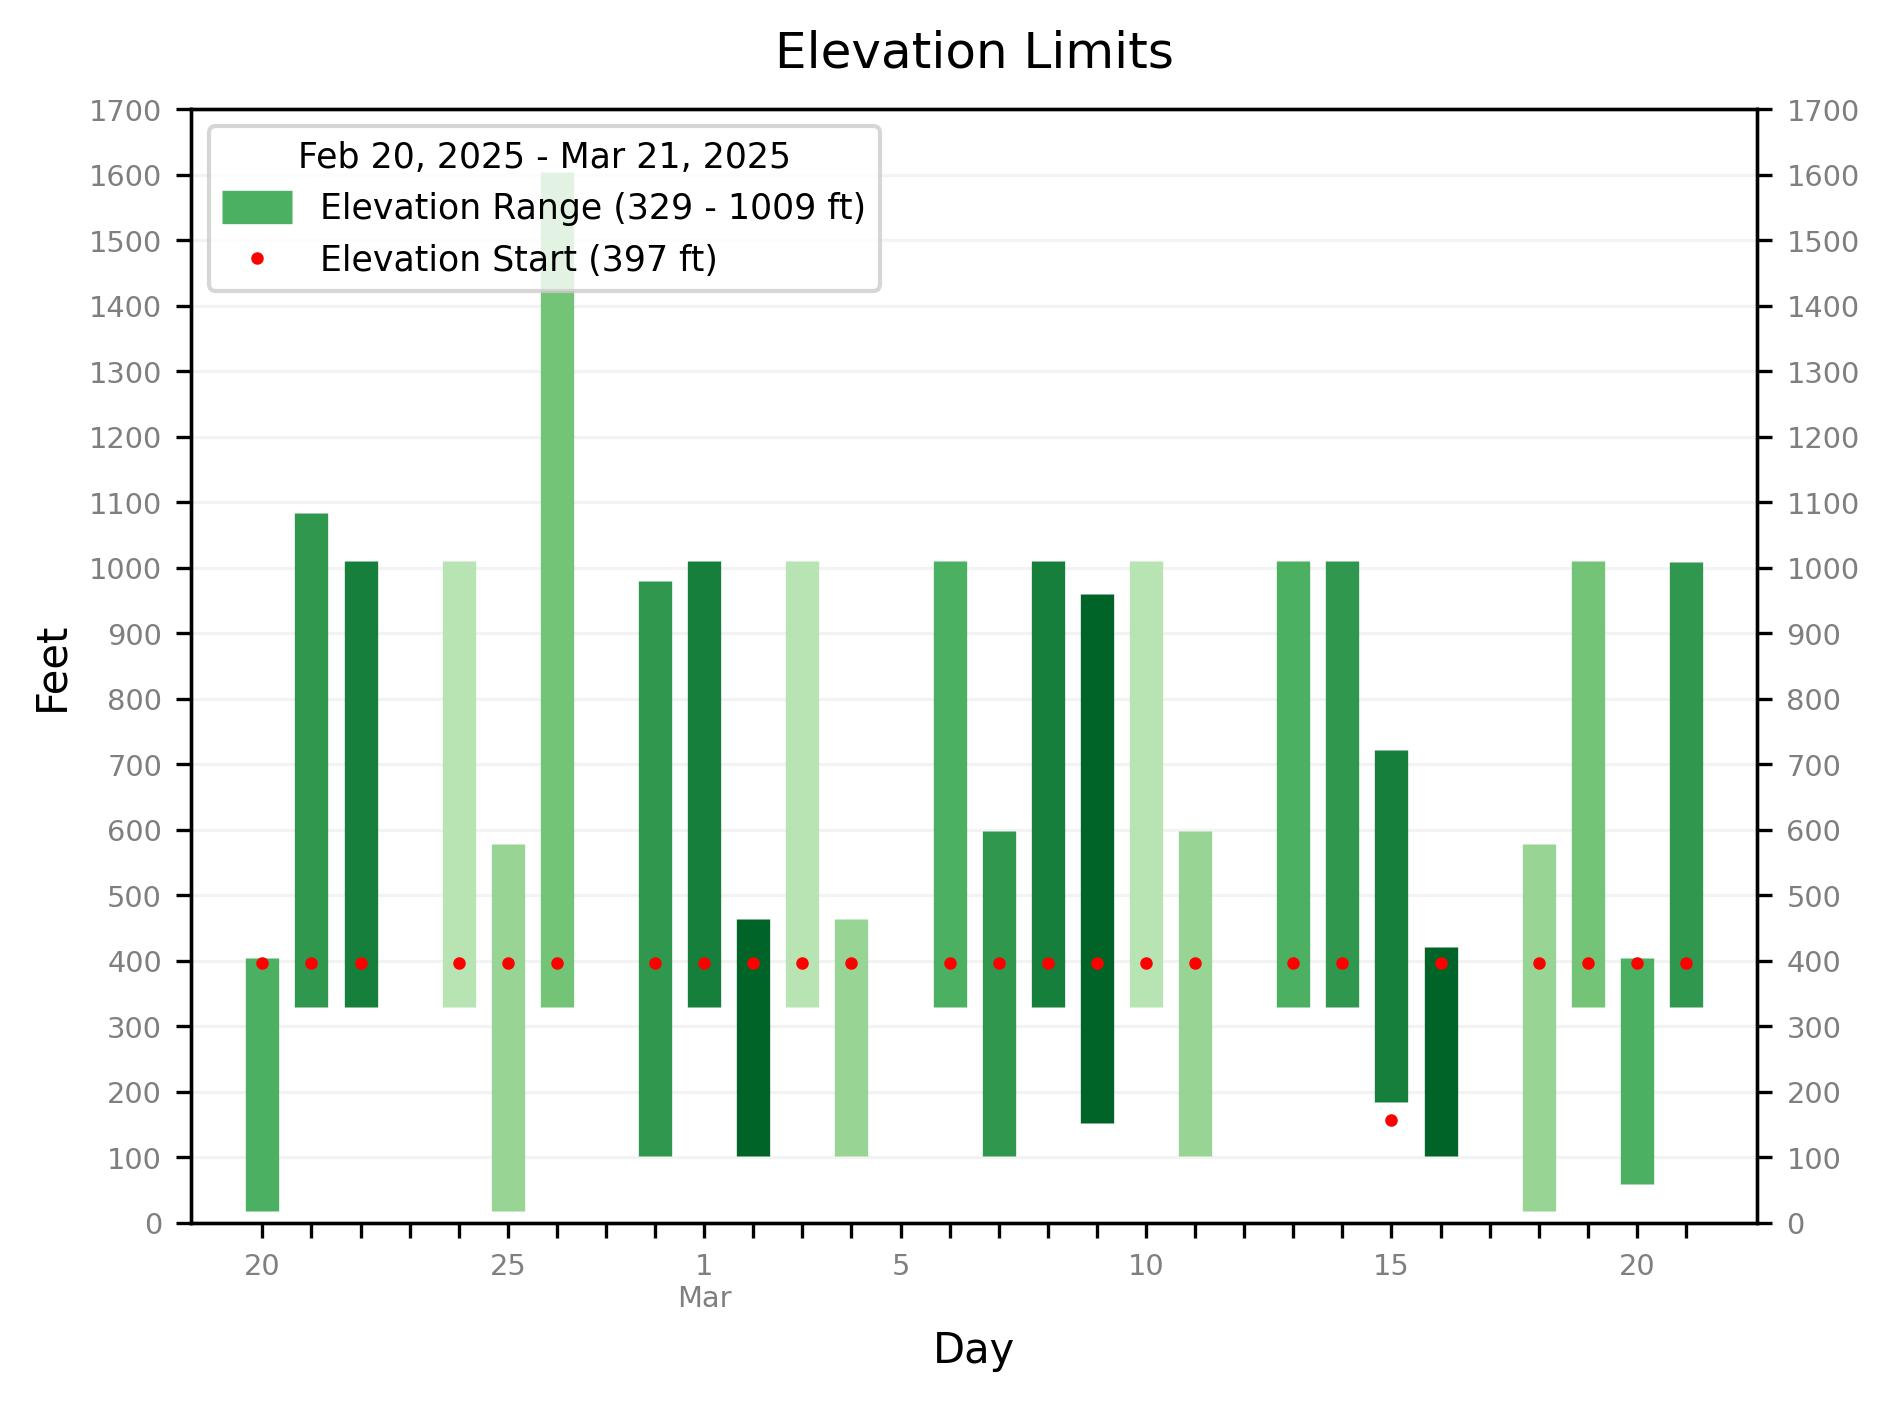 Elevation Limits
Feb 20, 2025 - Mar 21, 2025
Elevation Range (329 - 1009 ft)
Elevation Start (397 ft)
Feet
1700 1700
1600 1600
1500 1500
1400 1400
1300 1300
1200 1200
1100 1100
1000 1000
900 900
800 800
700 700
600 600
500 500
400 400
300 300
200 200
100 100
0 0
20 25 1 5 10 15 20
Mar
Day